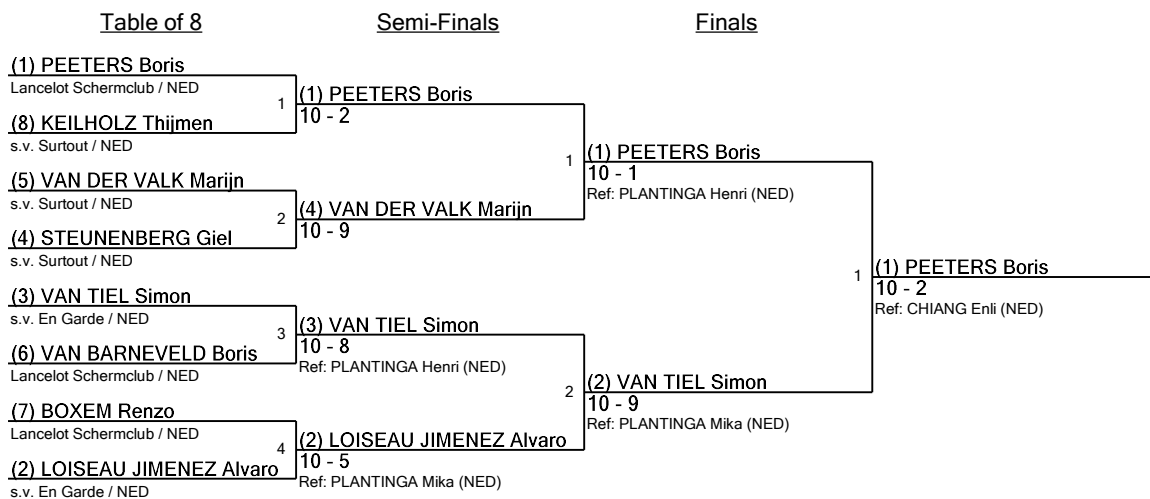 Table of 8
Semi-Finals
Finals
(1) PEETERS Boris
Lancelot Schermclub / NED
(8) KEILHOLZ Thijmen
s.v. Surtout / NED
(5) VAN DER VALK Marijn
s.v. Surtout / NED
(4) STEUNENBERG Giel
s.v. Surtout / NED
(3) VAN TIEL Simon
s.v. En Garde / NED
(6) VAN BARNEVELD Boris
Lancelot Schermclub / NED
(7) BOXEM Renzo
Lancelot Schermclub / NED
(2) LOISEAU JIMENEZ Alvaro
s.v. En Garde / NED
1
(1) PEETERS Boris
10 - 2
2
(4) VAN DER VALK Marijn
10 - 9
3
(3) VAN TIEL Simon
10 - 8
Ref: PLANTINGA Henri (NED)
4
(2) LOISEAU JIMENEZ Alvaro
10 - 5
Ref: PLANTINGA Mika (NED)
1
(1) PEETERS Boris
10 - 1
Ref: PLANTINGA Henri (NED)
2
(2) VAN TIEL Simon
10 - 9
Ref: PLANTINGA Mika (NED)
1
(1) PEETERS Boris
10 - 2
Ref: CHIANG Enli (NED)